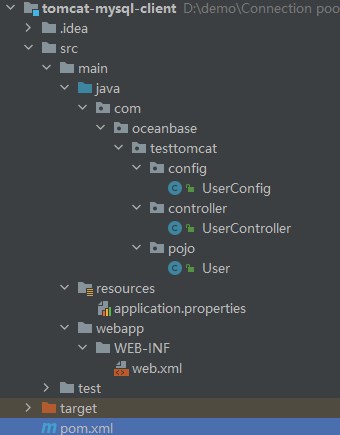 tomcat-mysql-client D:\demo\Connection poo
.idea
src
main
java
com
oceanbase
testtomcat
config
UserConfig
controller
UserController
pojo
User
resources
application.properties
webapp
WEB-INF
web.xml
test
target
pom.xml